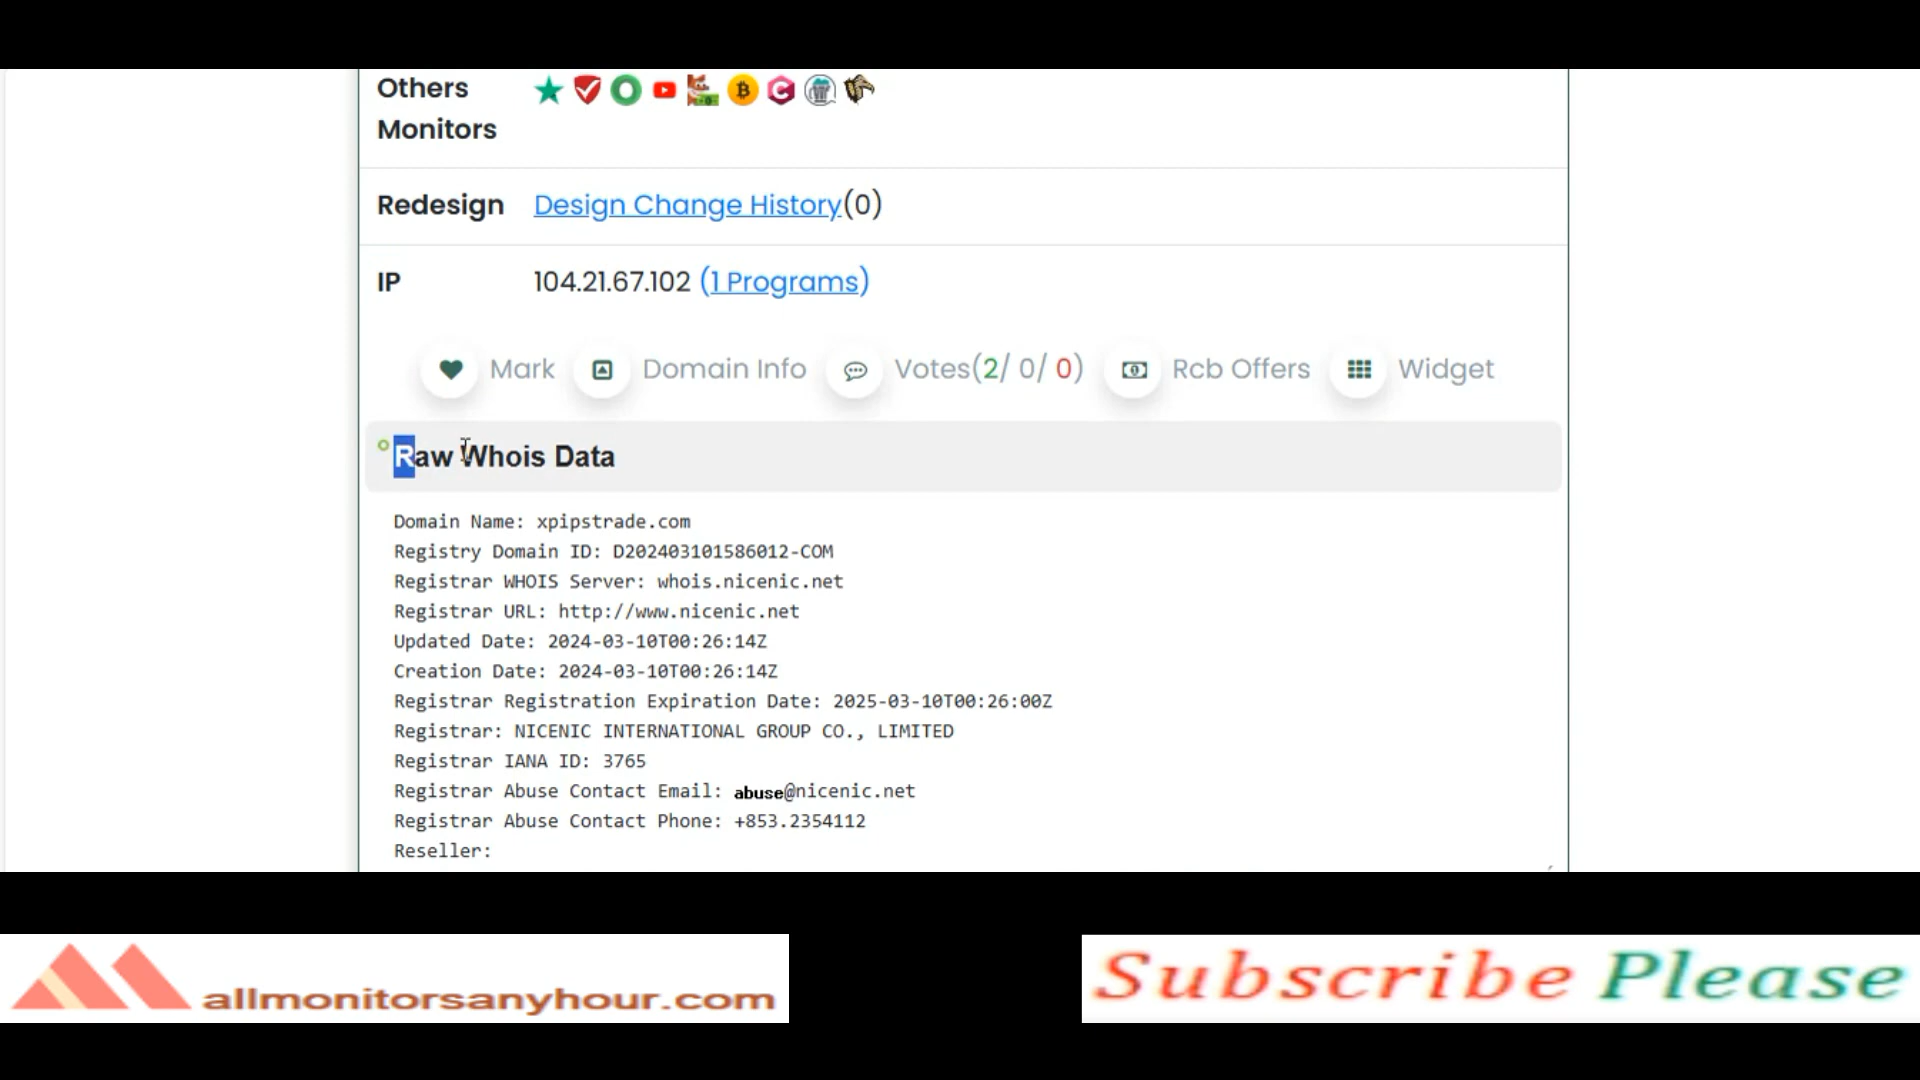 Others
Monitors
Redesign Design Change History(0)
IP 104.21.67.102 (1 Programs)
Mark Domain Info Votes(2/ 0/ 0) Rcb Offers Widget
Raw Whois Data
Domain Name: xpipstrade.com
Registry Domain ID: D202403101586012-COM
Registrar WHOIS Server: whois.nicenic.net
Registrar URL: http://www.nicenic.net
Updated Date: 2024-03-10T00:26:14Z
Creation Date: 2024-03-10T00:26:14Z
Registrar Registration Expiration Date: 2025-03-10T00:26:00Z
Registrar: NICENIC INTERNATIONAL GROUP CO., LIMITED
Registrar IANA ID: 3765
Registrar Abuse Contact Email: abuse@nicenic.net
Registrar Abuse Contact Phone: +853.2354112
Reseller:
allmonitorsanyhour.com
Subscribe Please